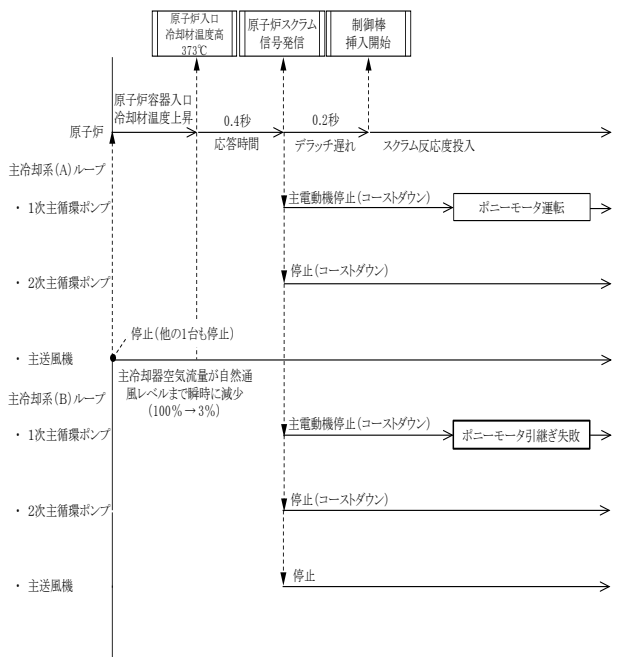 原子炉入口
冷却材温度高
373℃
原子炉スクラム
信号発信
制御棒
挿入開始
原子炉容器入口
冷却材温度上昇
0.4秒
0.2秒
原子炉
応答時間
デラッチ遅れ
スクラム反応度投入
主冷却系(A)ループ
・ 1次主循環ポンプ
主電動機停止(コーストダウン)
ポニーモータ運転
・ 2次主循環ポンプ
停止(コーストダウン)
停止(他の1台も停止)
・ 主送風機
主冷却器空気流量が自然通
風レベルまで瞬時に減少
(100%→3%)
主冷却系(B)ループ
・ 1次主循環ポンプ
主電動機停止(コーストダウン)
ポニーモータ引継ぎ失敗
・ 2次主循環ポンプ
停止(コーストダウン)
・ 主送風機
停止